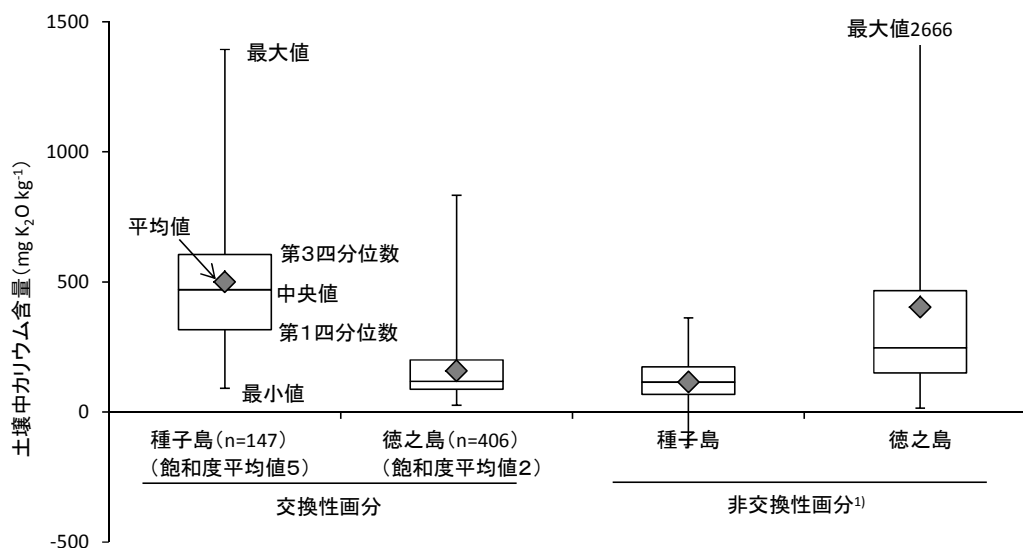 土壌中カリウム含量(mg K₂O kg⁻¹)
1500
1000
500
0
-500
最大値
平均値
第3四分位数
中央値
第1四分位数
最小値
最大値2666
種子島(n=147)
(飽和度平均値5)
徳之島(n=406)
(飽和度平均値2)
種子島
徳之島
交換性画分
非交換性画分¹⁾